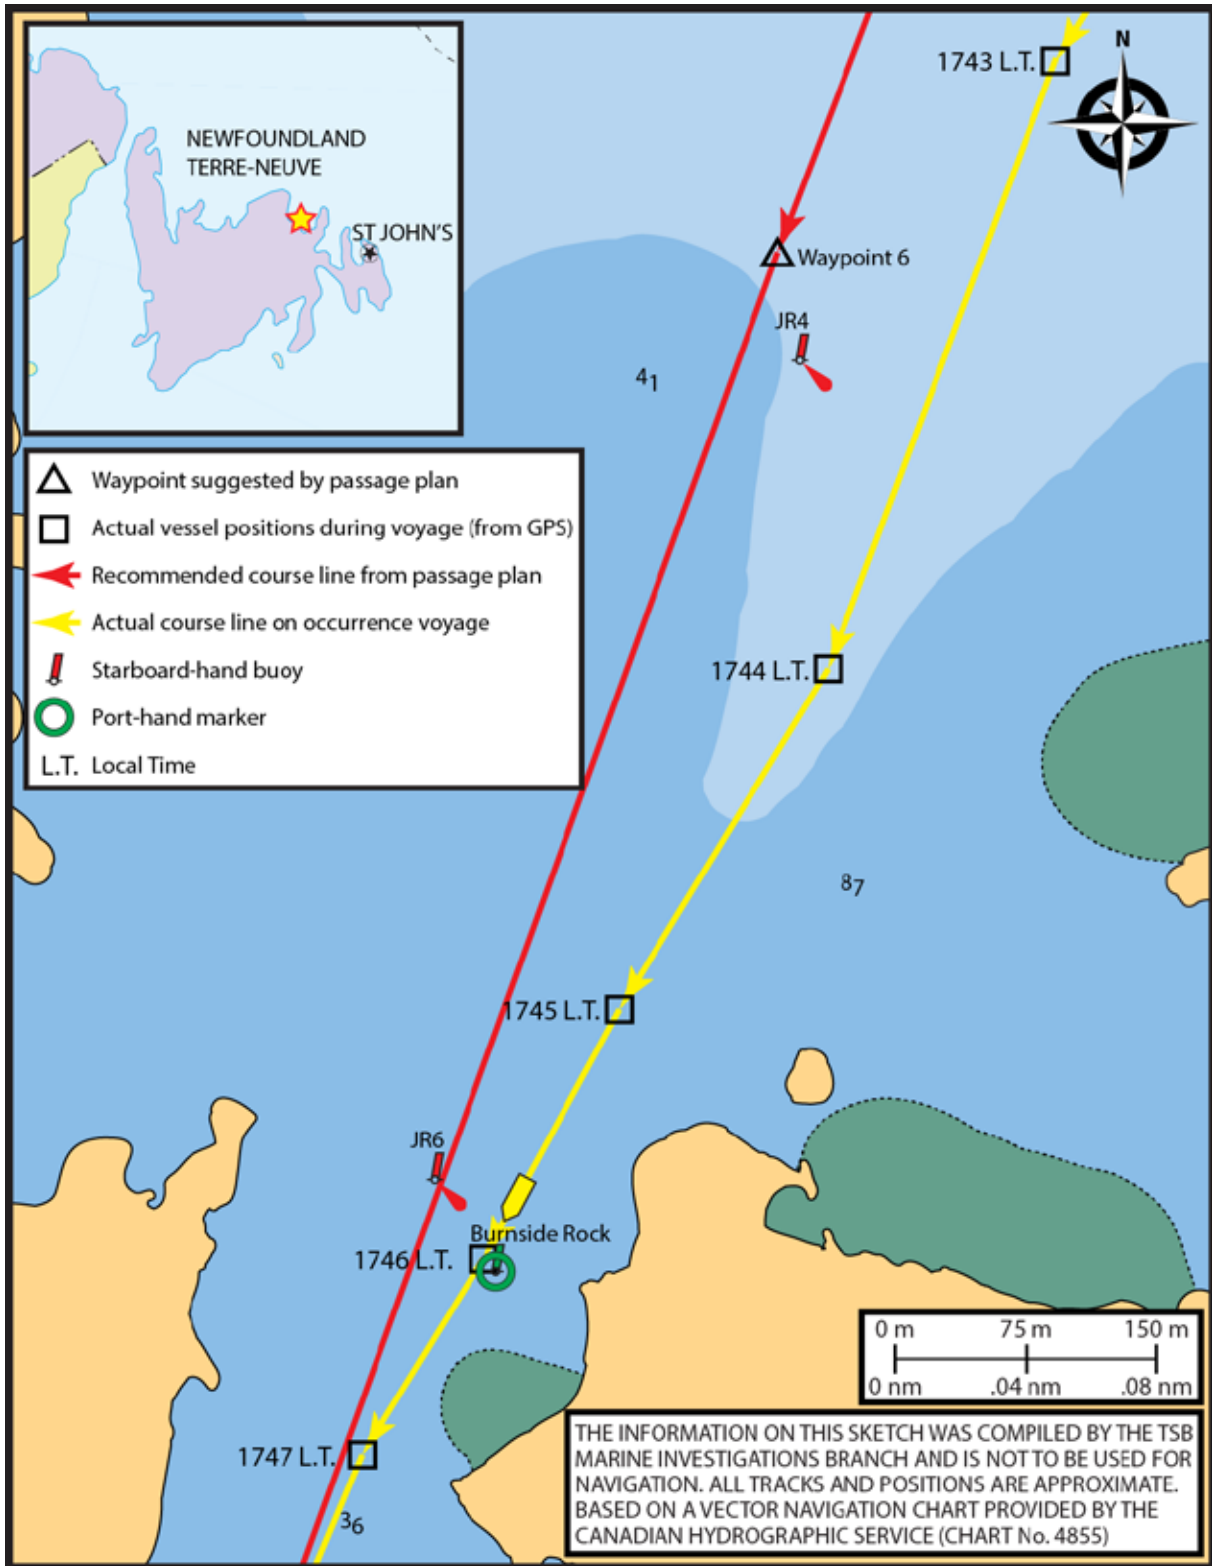 1743 L.T.
N
NEWFOUNDLAND
TERRE-NEUVE
ST JOHN'S
Waypoint 6
JR4
41
Waypoint suggested by passage plan
Actual vessel positions during voyage (from GPS)
Recommended course line from passage plan
Actual course line on occurrence voyage
Starboard-hand buoy
Port-hand marker
L.T. Local Time
1744 L.T.
87
1745 L.T.
JR6
Burnside Rock
1746 L.T.
0 m 75 m 150 m
0 nm .04 nm .08 nm
1747 L.T.
36
THE INFORMATION ON THIS SKETCH WAS COMPILED BY THE TSB
MARINE INVESTIGATIONS BRANCH AND IS NOT TO BE USED FOR
NAVIGATION. ALL TRACKS AND POSITIONS ARE APPROXIMATE.
BASED ON A VECTOR NAVIGATION CHART PROVIDED BY THE
CANADIAN HYDROGRAPHIC SERVICE (CHART No. 4855)